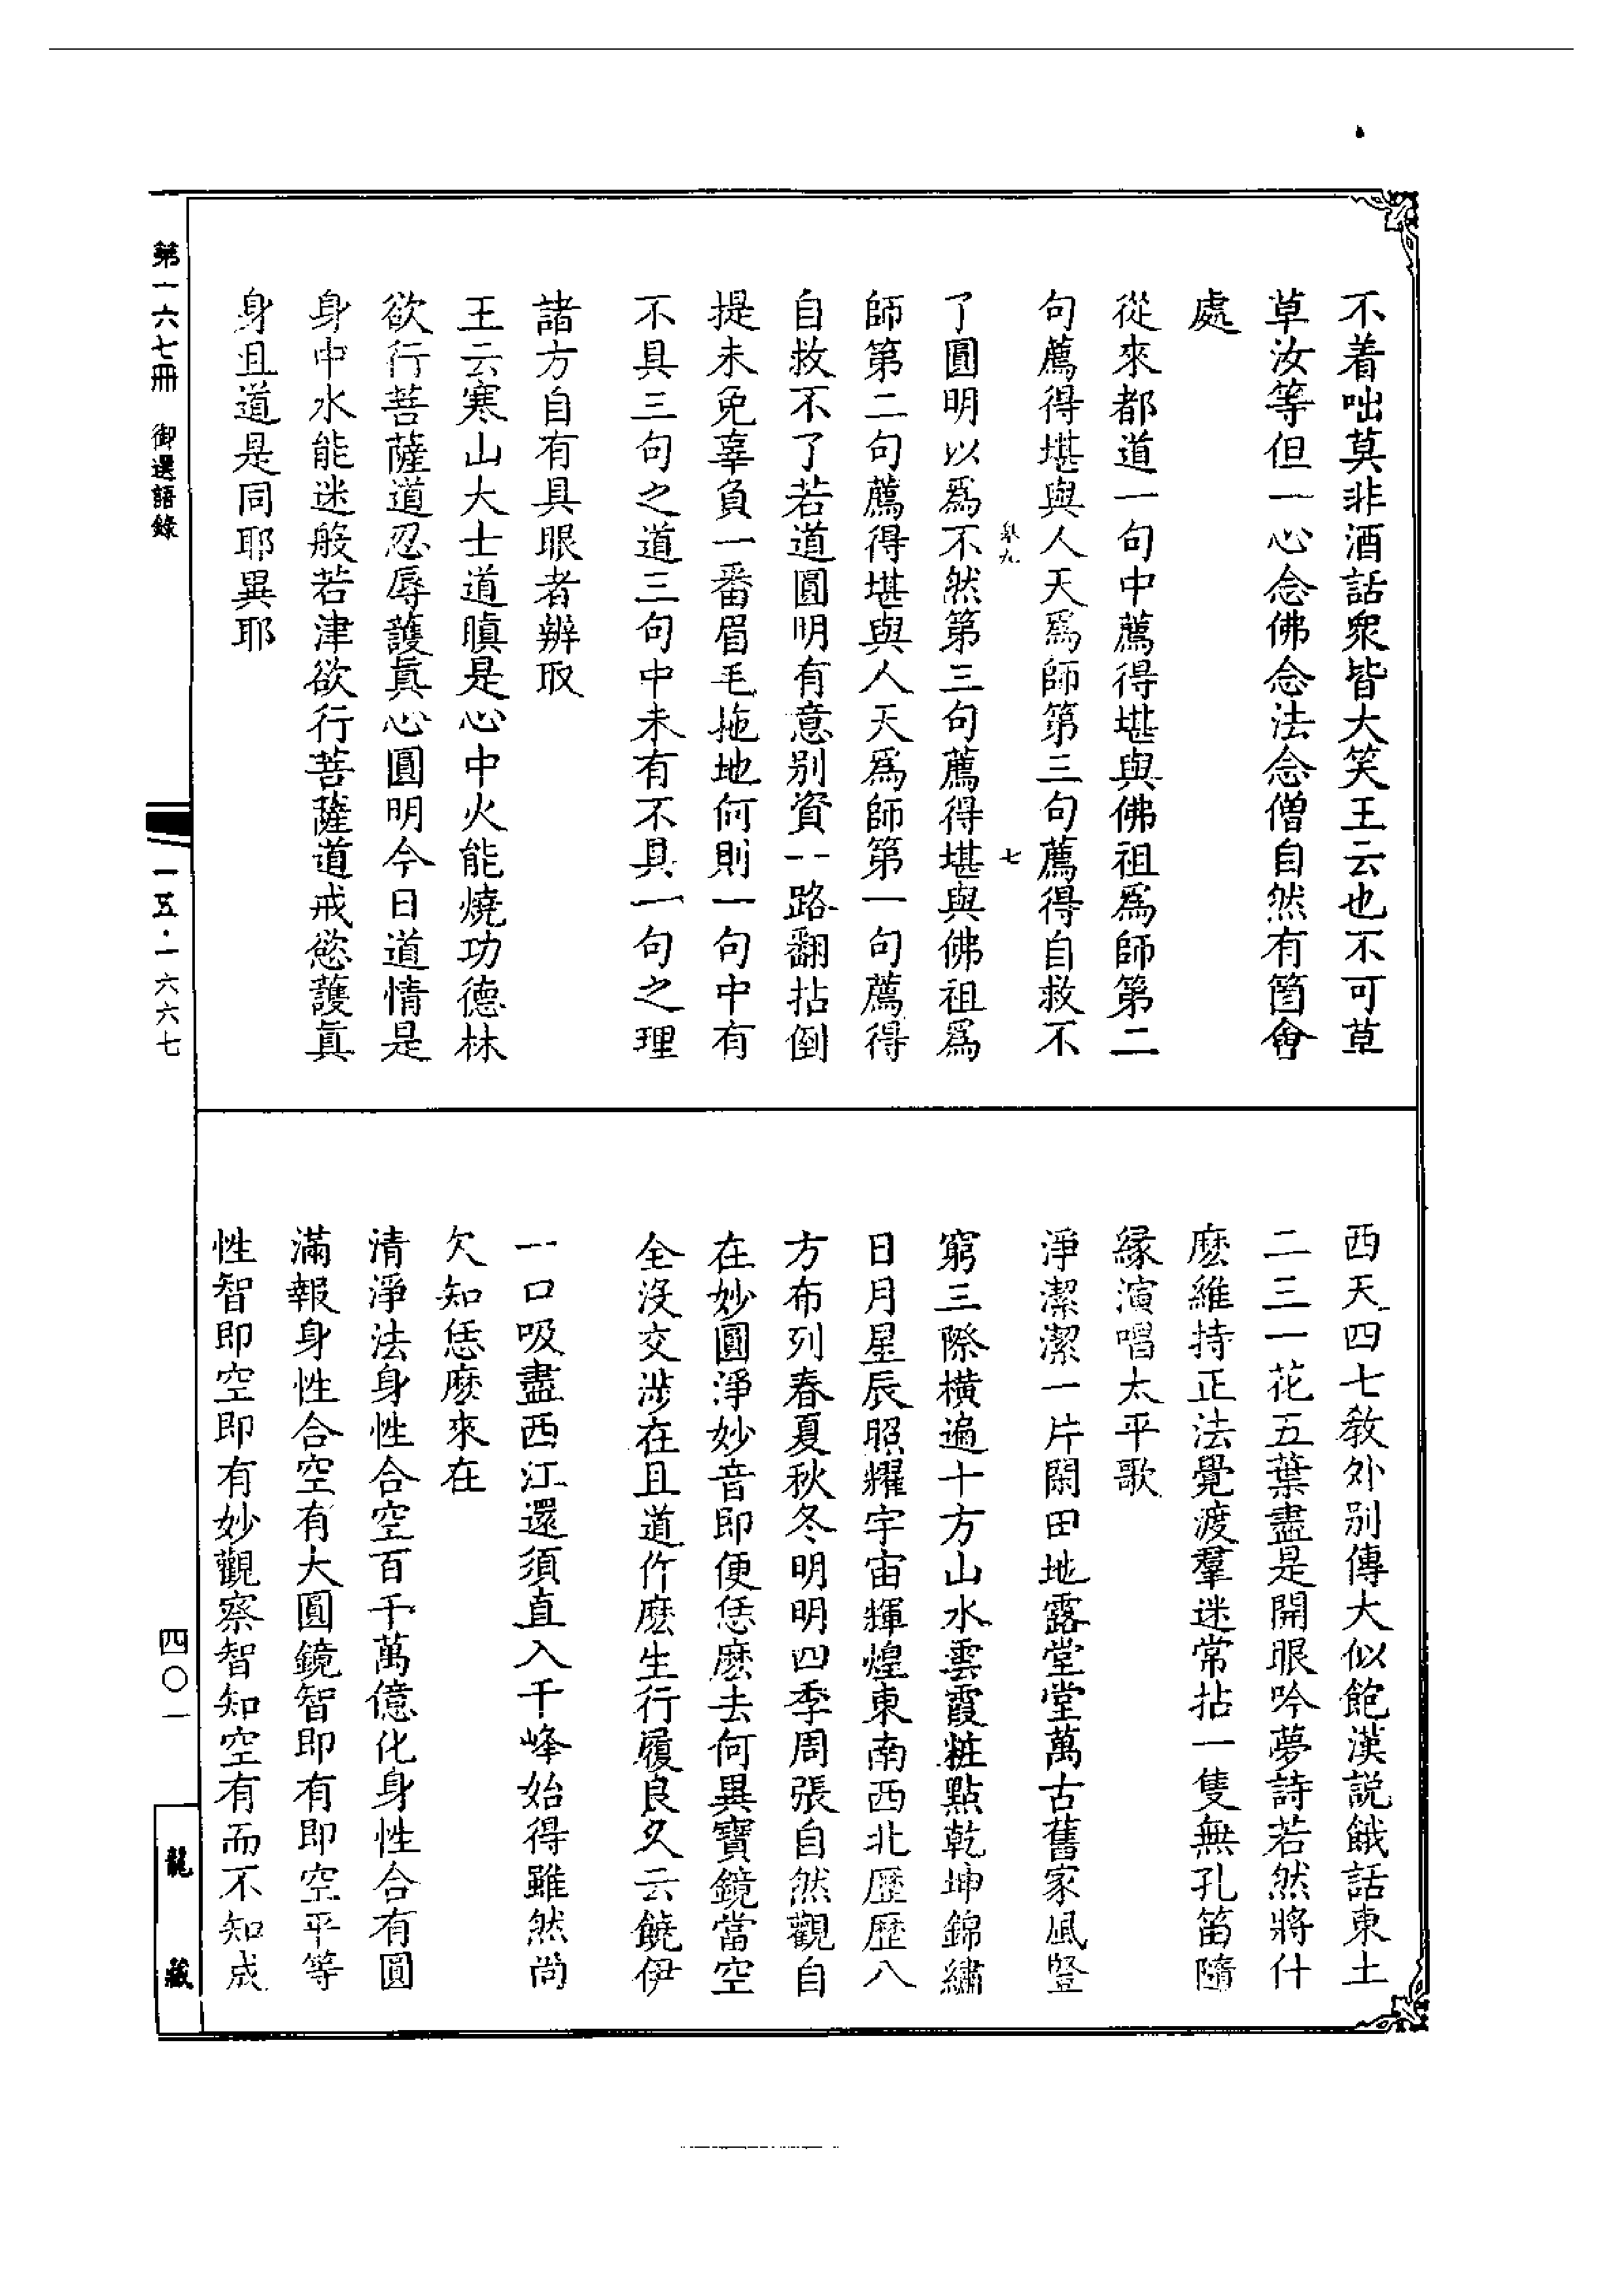 不着咄莫非酒話衆皆大笑王云也不可草
草汝等但一心念佛念法念僧自然有箇會
處
從來都道一句中薦得堪與佛祖爲師第二
句薦得堪與人天爲師第三句薦得自救不
七
了圓明以爲不然第三句薦得堪與佛祖爲
師第二句薦得堪與人天爲師第一句薦得
自救不了若道圓明有意别資一路翻拈倒
提未免辜負一番眉毛拖地何則一句中有
不具三句之道三句中未有不具一句之理
諸方自有具眼者辨取
王云寒山大士道瞋是心中火能燒功德林
欲行菩薩道忍辱護眞心圓明今日道情是
身中水能迷般若津欲行菩薩道戒慾護眞
身且道是同耶異耶
西天四七敎外别傳大似飽漢説餓話東土
二三一花五葉盡是開眼吟夢詩若然將什
麽維持正法覺渡羣迷常拈一隻無孔笛隨
緣演唱太平歌
淨潔潔一片閑田地露堂堂萬古舊家風竪
窮三際橫遍十方山水雲霞粧點乾坤錦繡
日月星辰照耀宇宙輝煌東南西北歷歷八
方布列春夏秋冬明明四季周張自然觀自
在妙圓淨妙音即便恁麽去何異寶鏡當空
全没交涉在且道作麽生行履良久云饒伊
一口吸盡西江還須直入千峰始得雖然尚
欠知恁麽來在
清淨法身性合空百千萬億化身性合有圓
滿報身性合空有大圓鏡智即有即空平等
性智即空即有妙觀察智知空有而不知成
第一六七冊 御選語錄
一五·一六六七
四〇一
龍藏